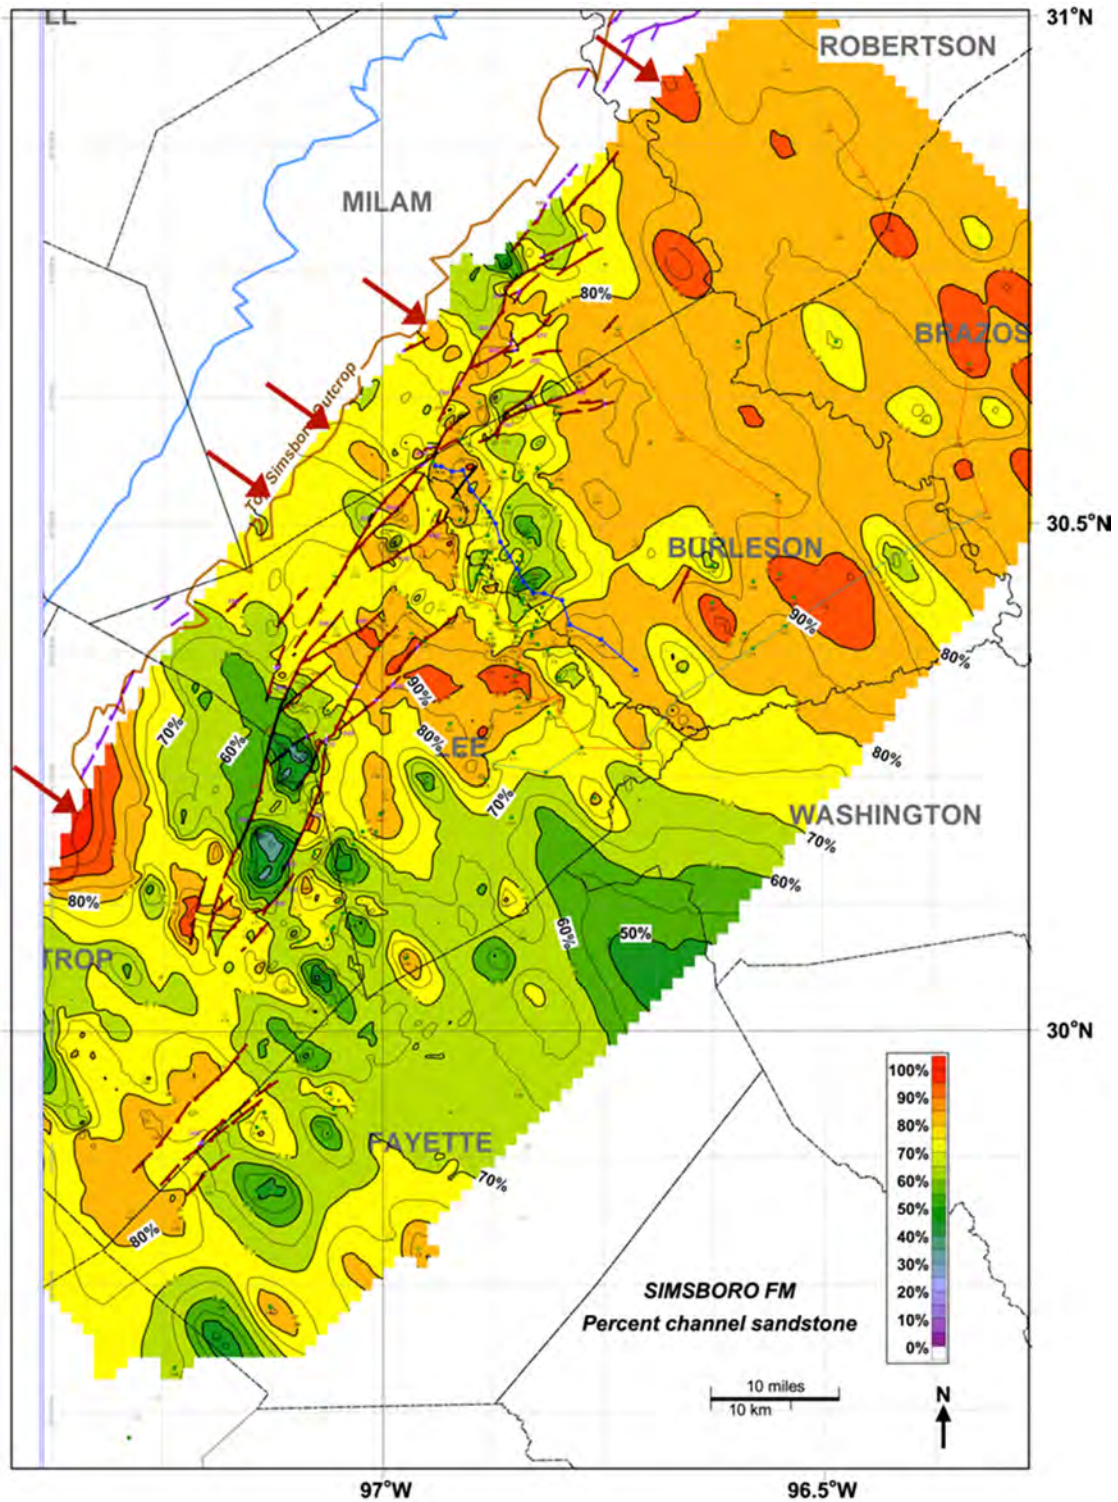 LL
31°N
ROBERTSON
MILAM
80%
BRAZOS
Top Simsboro Outcrop
30.5°N
BURLESON
90%
80%
90%
70%
60%
80%
LEE
80%
70%
WASHINGTON
70%
60%
80%
60%
50%
TROP
30°N
100%
90%
80%
70%
60%
50%
40%
30%
20%
10%
0%
FAYETTE
70%
80%
SIMSBORO FM
Percent channel sandstone
10 miles
10 km
N
97°W
96.5°W